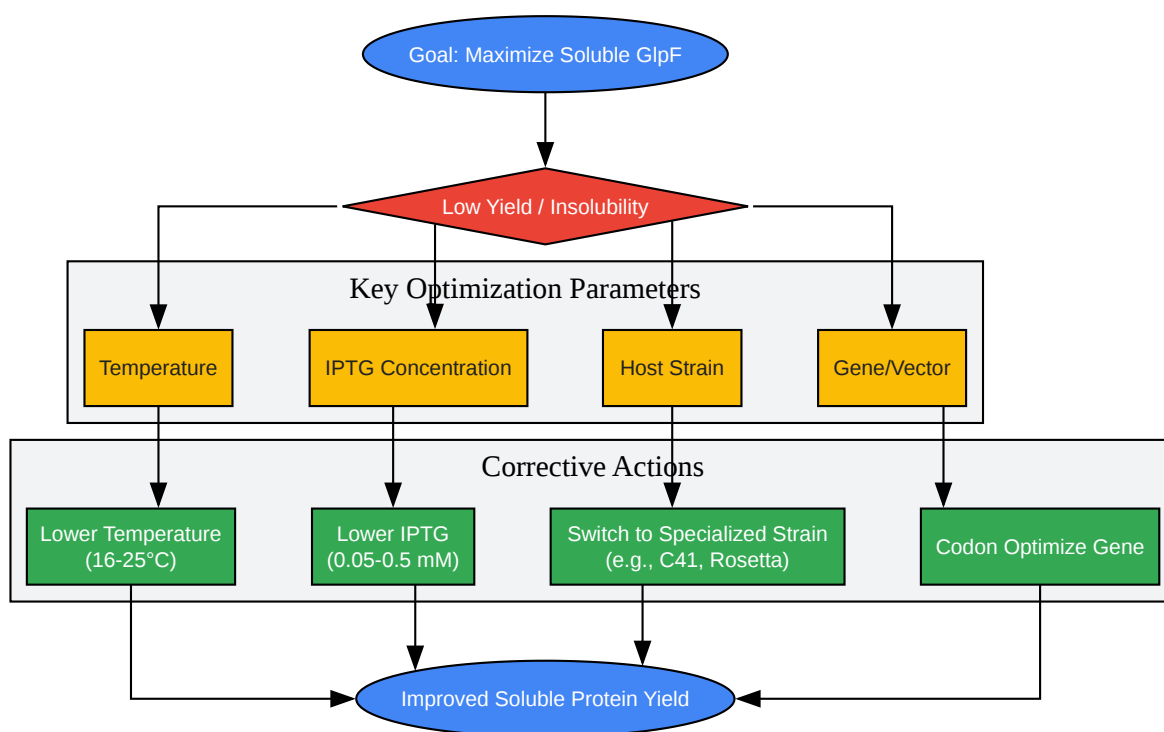 Goal: Maximize Soluble GlpF
Low Yield / Insolubility
Key Optimization Parameters
Temperature
IPTG Concentration
Host Strain
Gene/Vector
Corrective Actions
Lower Temperature
(16-25°C)
Lower IPTG
(0.05-0.5 mM)
Switch to Specialized Strain
(e.g., C41, Rosetta)
Codon Optimize Gene
Improved Soluble Protein Yield